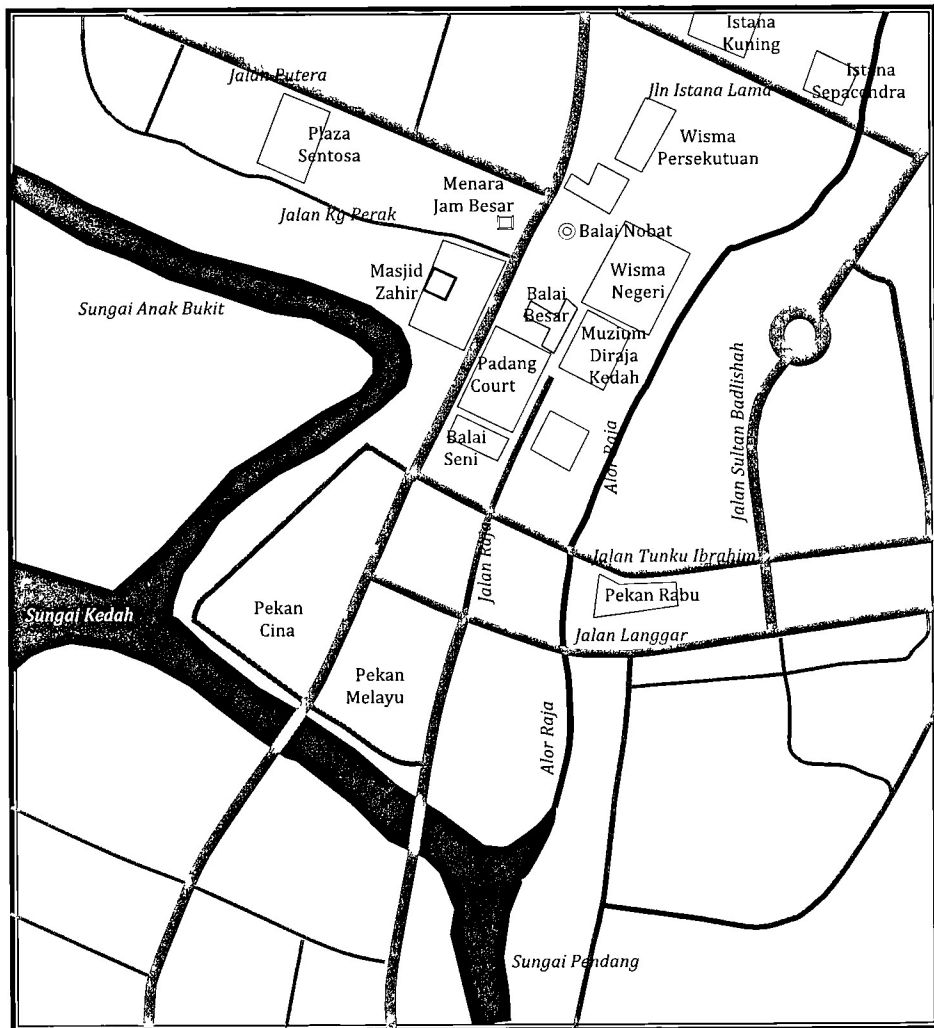 Istana
Kuning
Jalan Putera
Istana
Sepacendra
Jln Istana Lama
Plaza
Sentosa
Wisma
Persekutuan
Menara
Jam Besar
Jalan Kg Perak
Balai Nobat
Masjid
Zahir
Wisma
Negeri
Sungai Anak Bukit
Balai
Besar
Muzium
Diraja
Kedah
Padang
Court
Jalan Sultan Badlishah
Balai
Seni
Alor Raja
Jalan Raja
Jalan Tunku Ibrahim
Pekan Rabu
Sungai Kedah
Pekan
Cina
Jalan Langgar
Pekan
Melayu
Alor Raja
Sungai Pendang